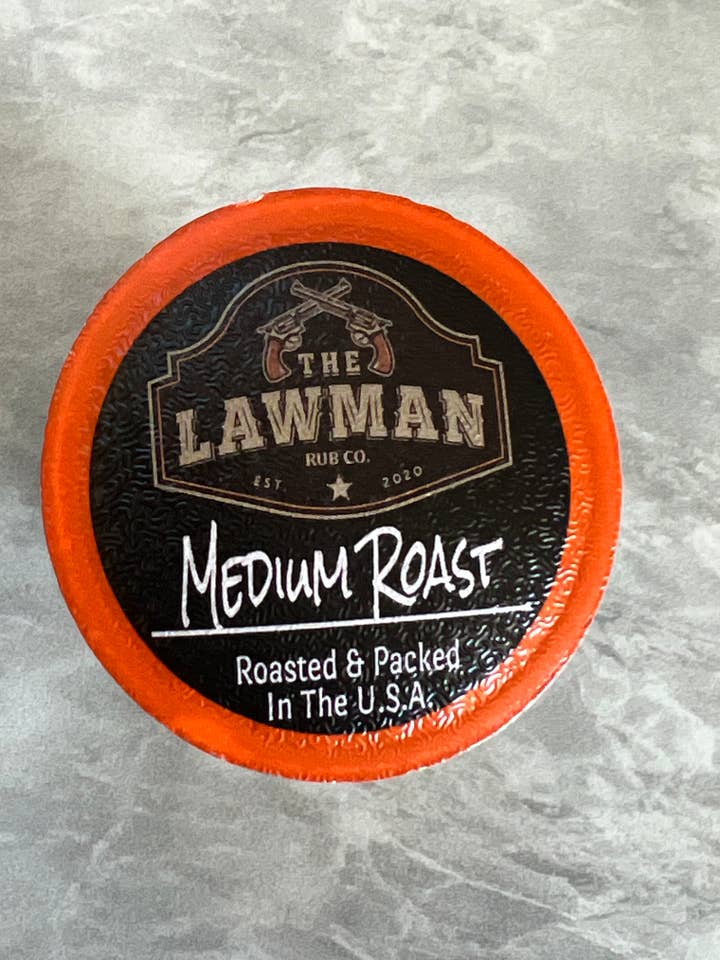 THE
LAWMAN
RUB CO.
EST. 2020
MEDIUM ROAST
Roasted & Packed
In The U.S.A.